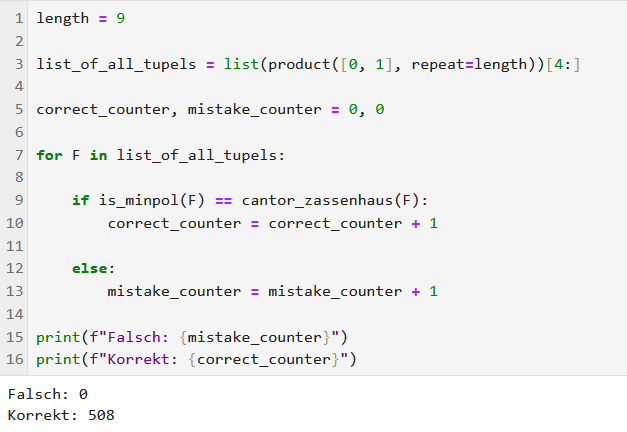 1 length = 9
2
3 list_of_all_tupels = list(product([0, 1], repeat=length))[4:]
4
5 correct_counter, mistake_counter = 0, 0
6
7 for F in list_of_all_tupels:
8
9     if is_minpol(F) == cantor_zassenhaus(F):
10         correct_counter = correct_counter + 1
11
12     else:
13         mistake_counter = mistake_counter + 1
14
15 print(f"Falsch: {mistake_counter}")
16 print(f"Korrekt: {correct_counter}")
Falsch: 0
Korrekt: 508